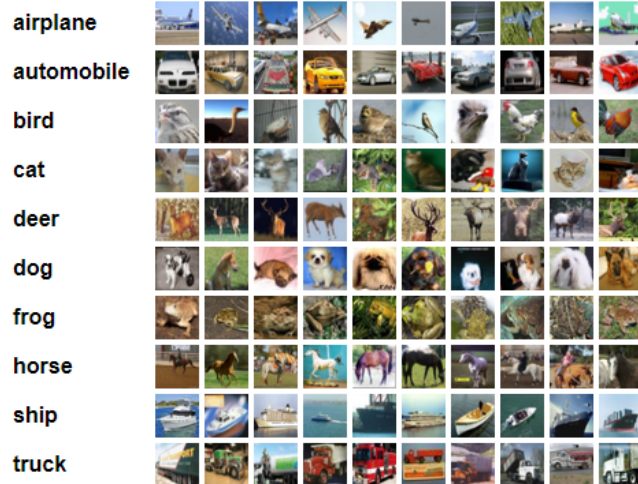 airplane
automobile
bird
cat
deer
dog
frog
horse
ship
truck